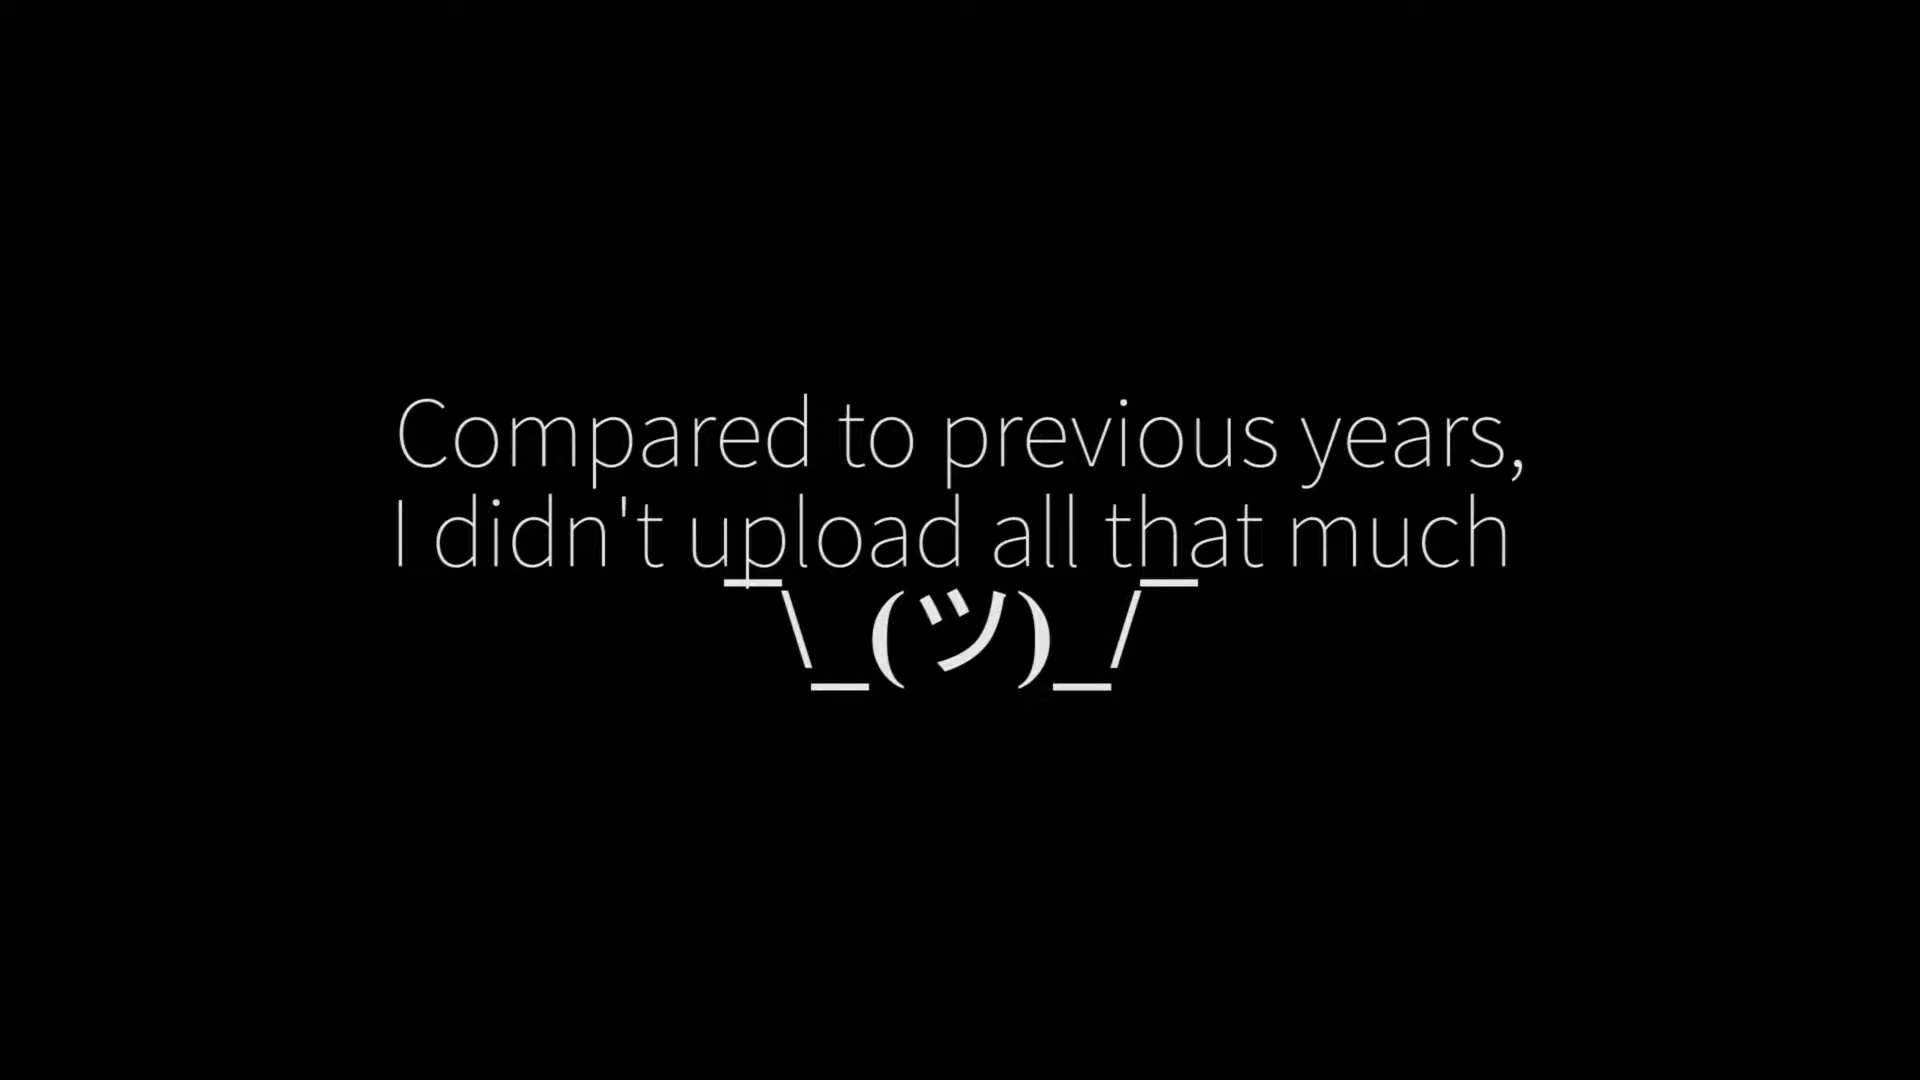 Compared to previous years,
I didn't upload all that much
¯\_(ツ)_/¯